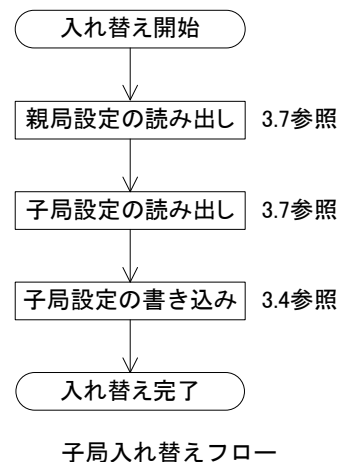 入れ替え開始
親局設定の読み出し 3.7参照
子局設定の読み出し 3.7参照
子局設定の書き込み 3.4参照
入れ替え完了
子局入れ替えフロー